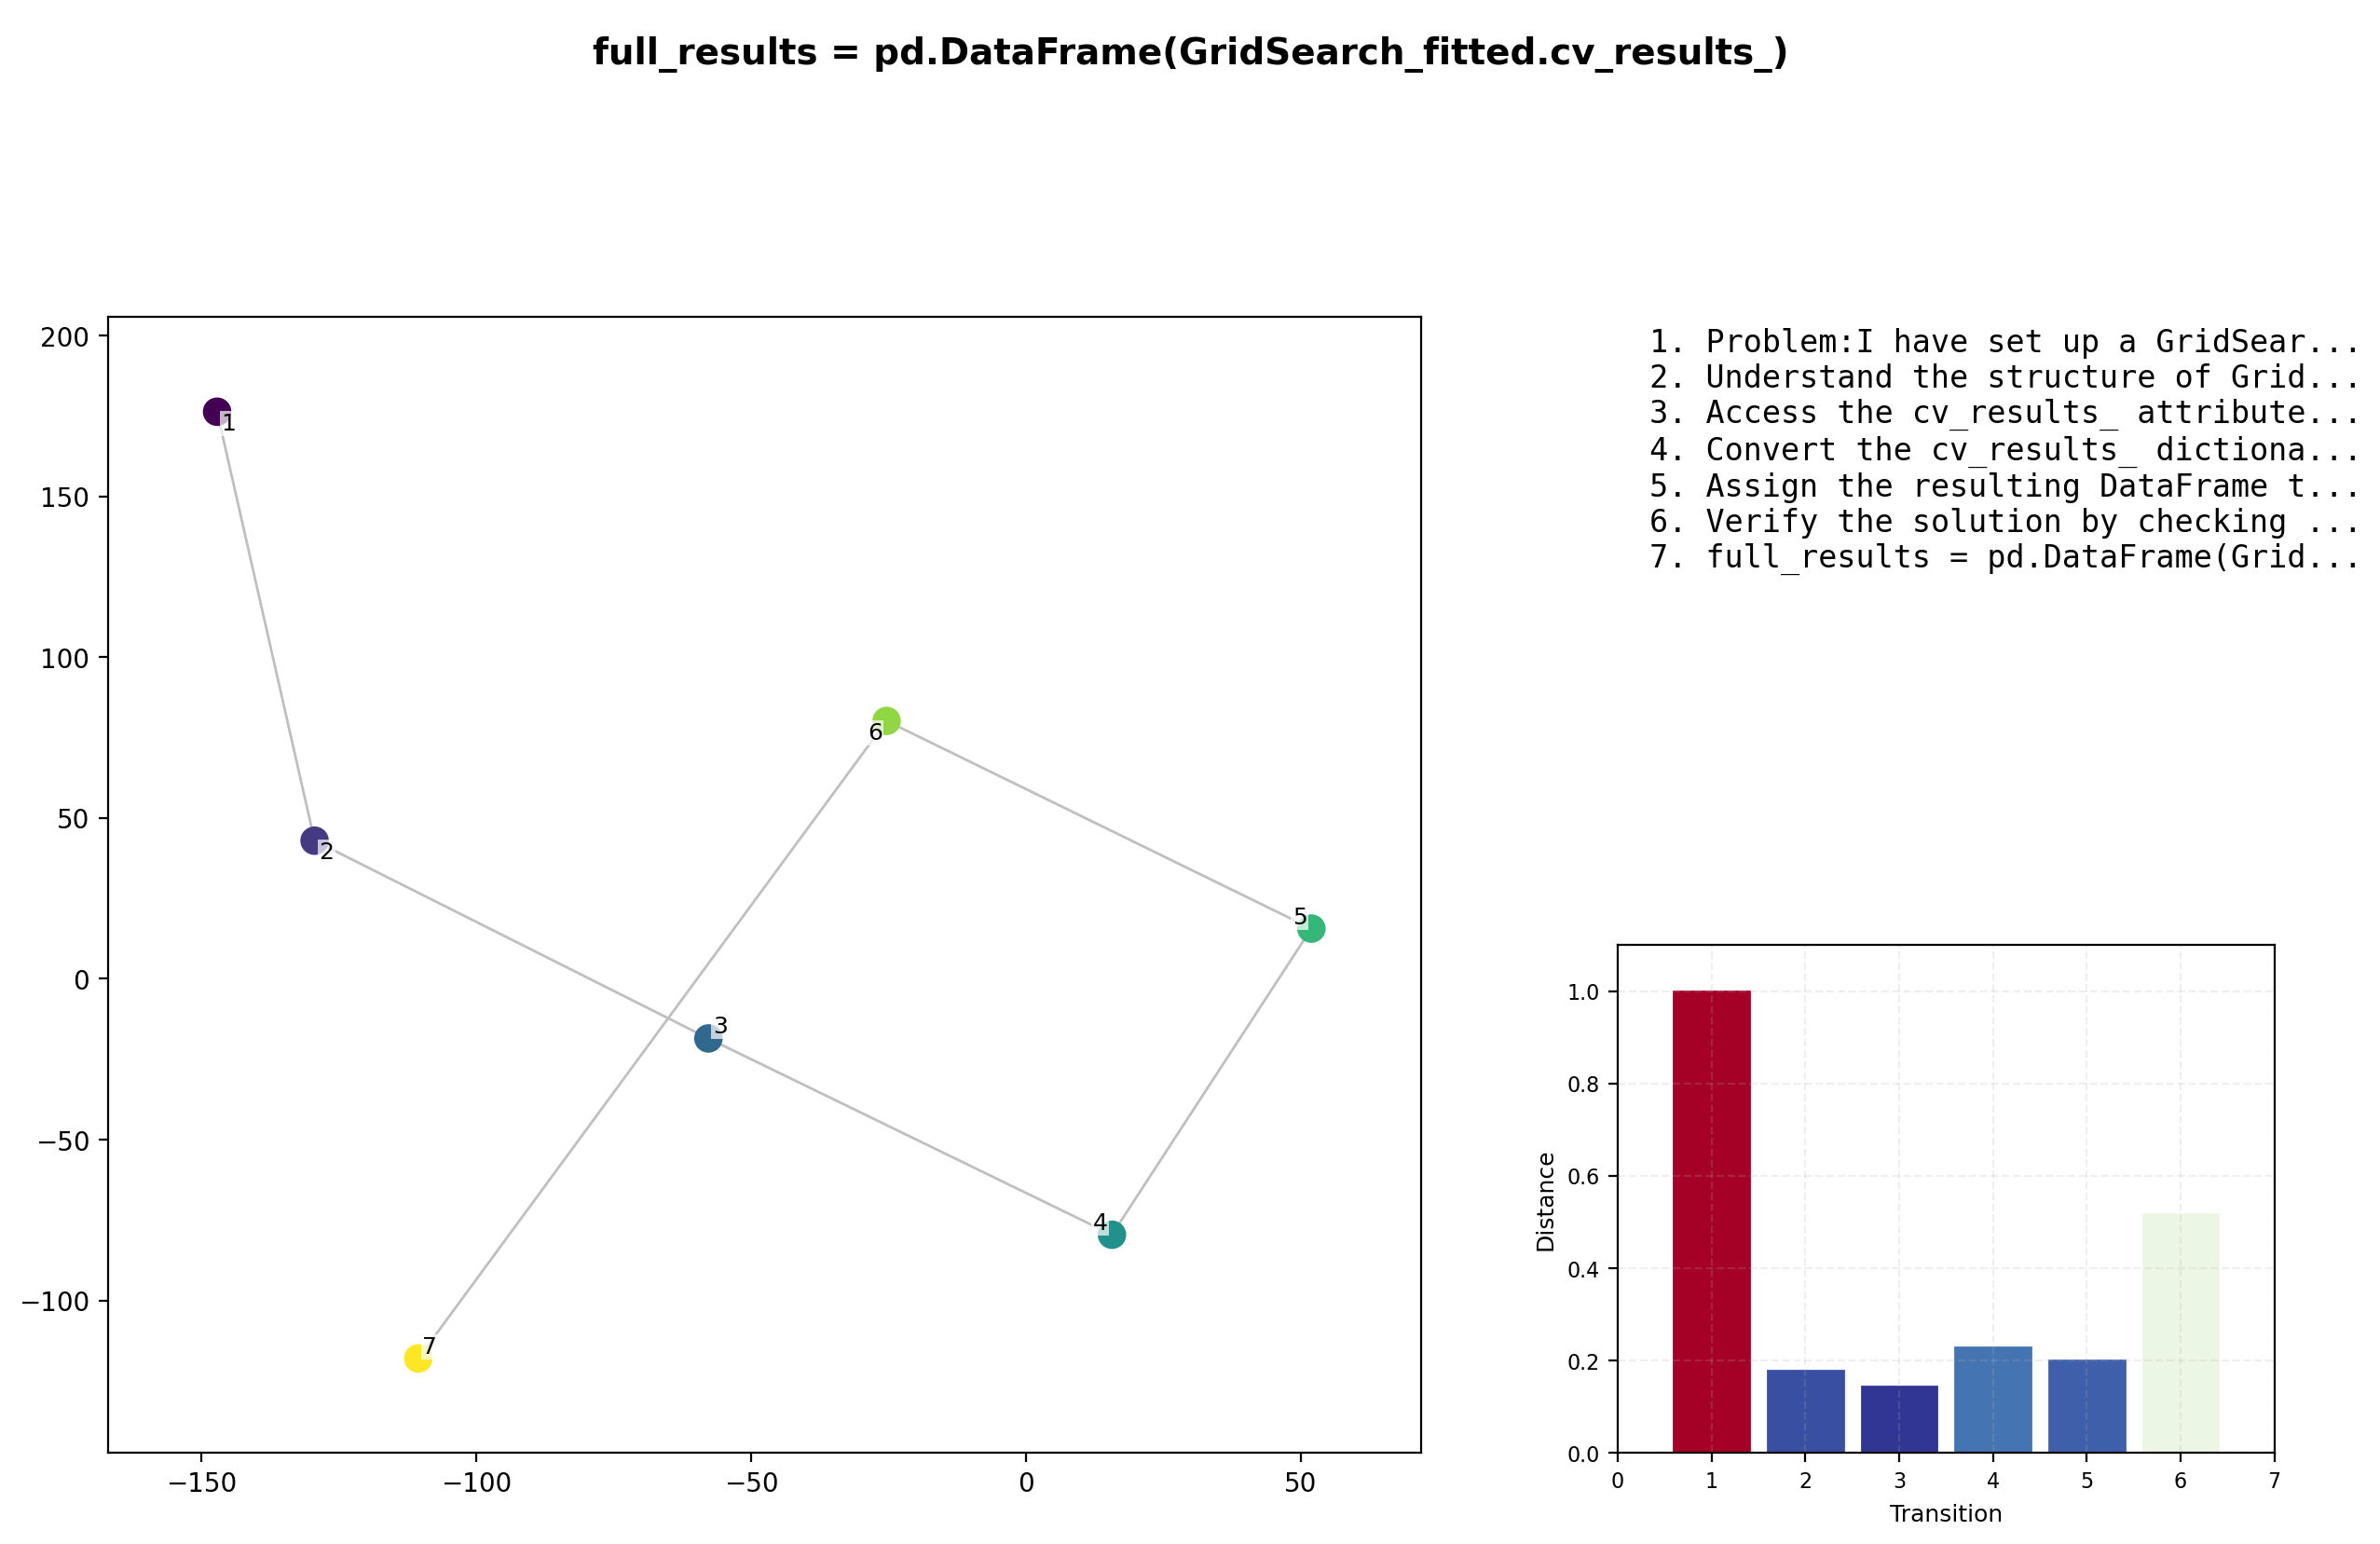 full_results = pd.DataFrame(GridSearch_fitted.cv_results_)
200
150
100
50
0
−50
−100
−150
−100
−50
0
50
1
2
3
4
5
6
7
1. Problem:I have set up a GridSear...
2. Understand the structure of Grid...
3. Access the cv_results_ attribute...
4. Convert the cv_results_ dictiona...
5. Assign the resulting DataFrame t...
6. Verify the solution by checking ...
7. full_results = pd.DataFrame(Grid...
Distance
1.0
0.8
0.6
0.4
0.2
0.0
0 1 2 3 4 5 6 7
Transition